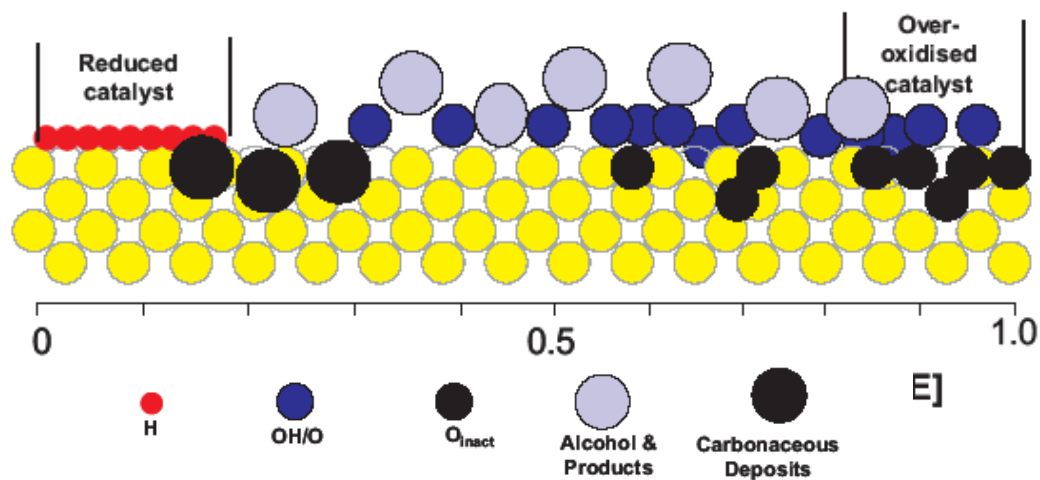 Reduced
catalyst
Over-
oxidised
catalyst
0
0.5
1.0
E]
H
OH/O
Oinact
Alcohol &
Products
Carbonaceous
Deposits